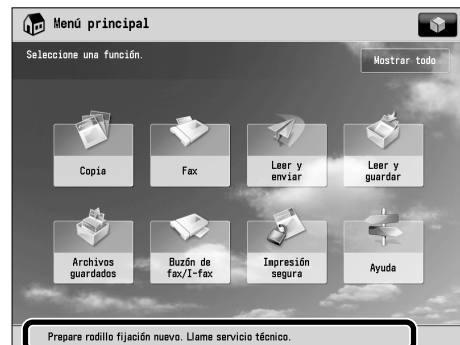 Menú principal
Seleccione una función.
Mostrar todo
Copia
Fax
Leer y
enviar
Leer y
guardar
Archivos
guardados
Buzón de
fax/I-fax
Impresión
segura
Ayuda
Prepare rodillo fijación nuevo. Llame servicio técnico.